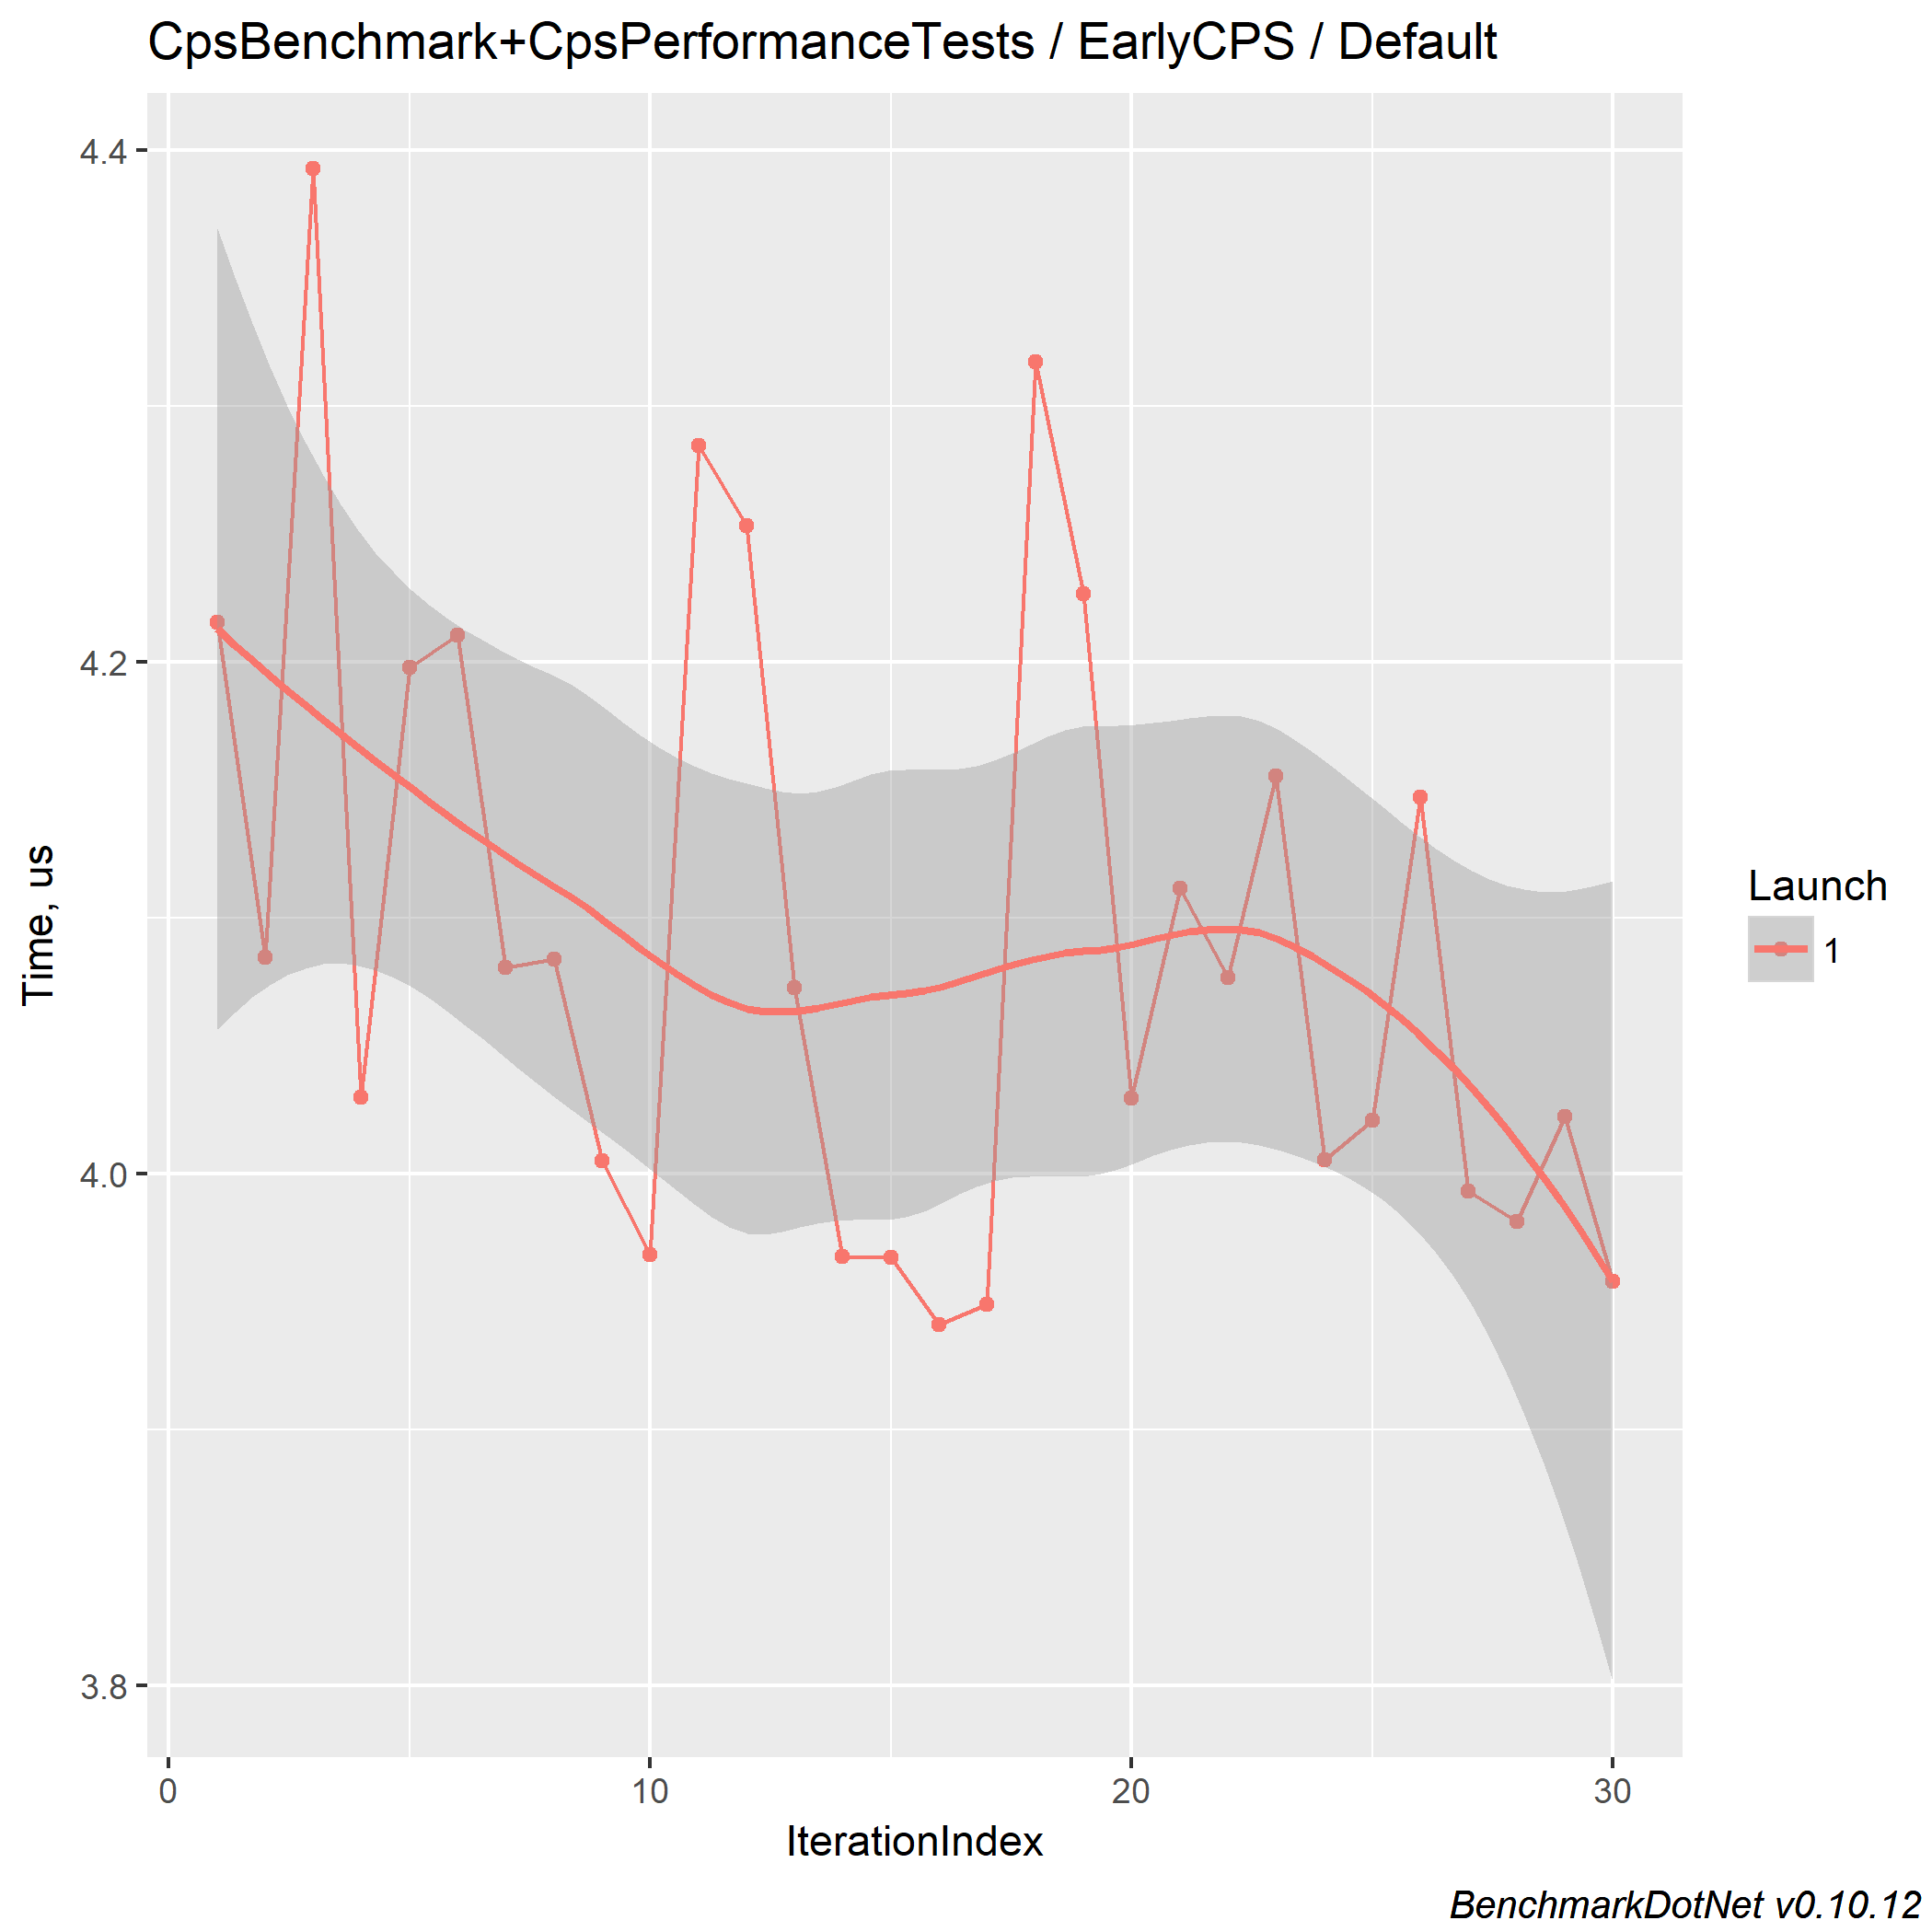 CpsBenchmark+CpsPerformanceTests / EarlyCPS / Default
4.4
4.2
4.0
3.8
Time, us
0 10 20 30
IterationIndex
Launch
1
BenchmarkDotNet v0.10.12